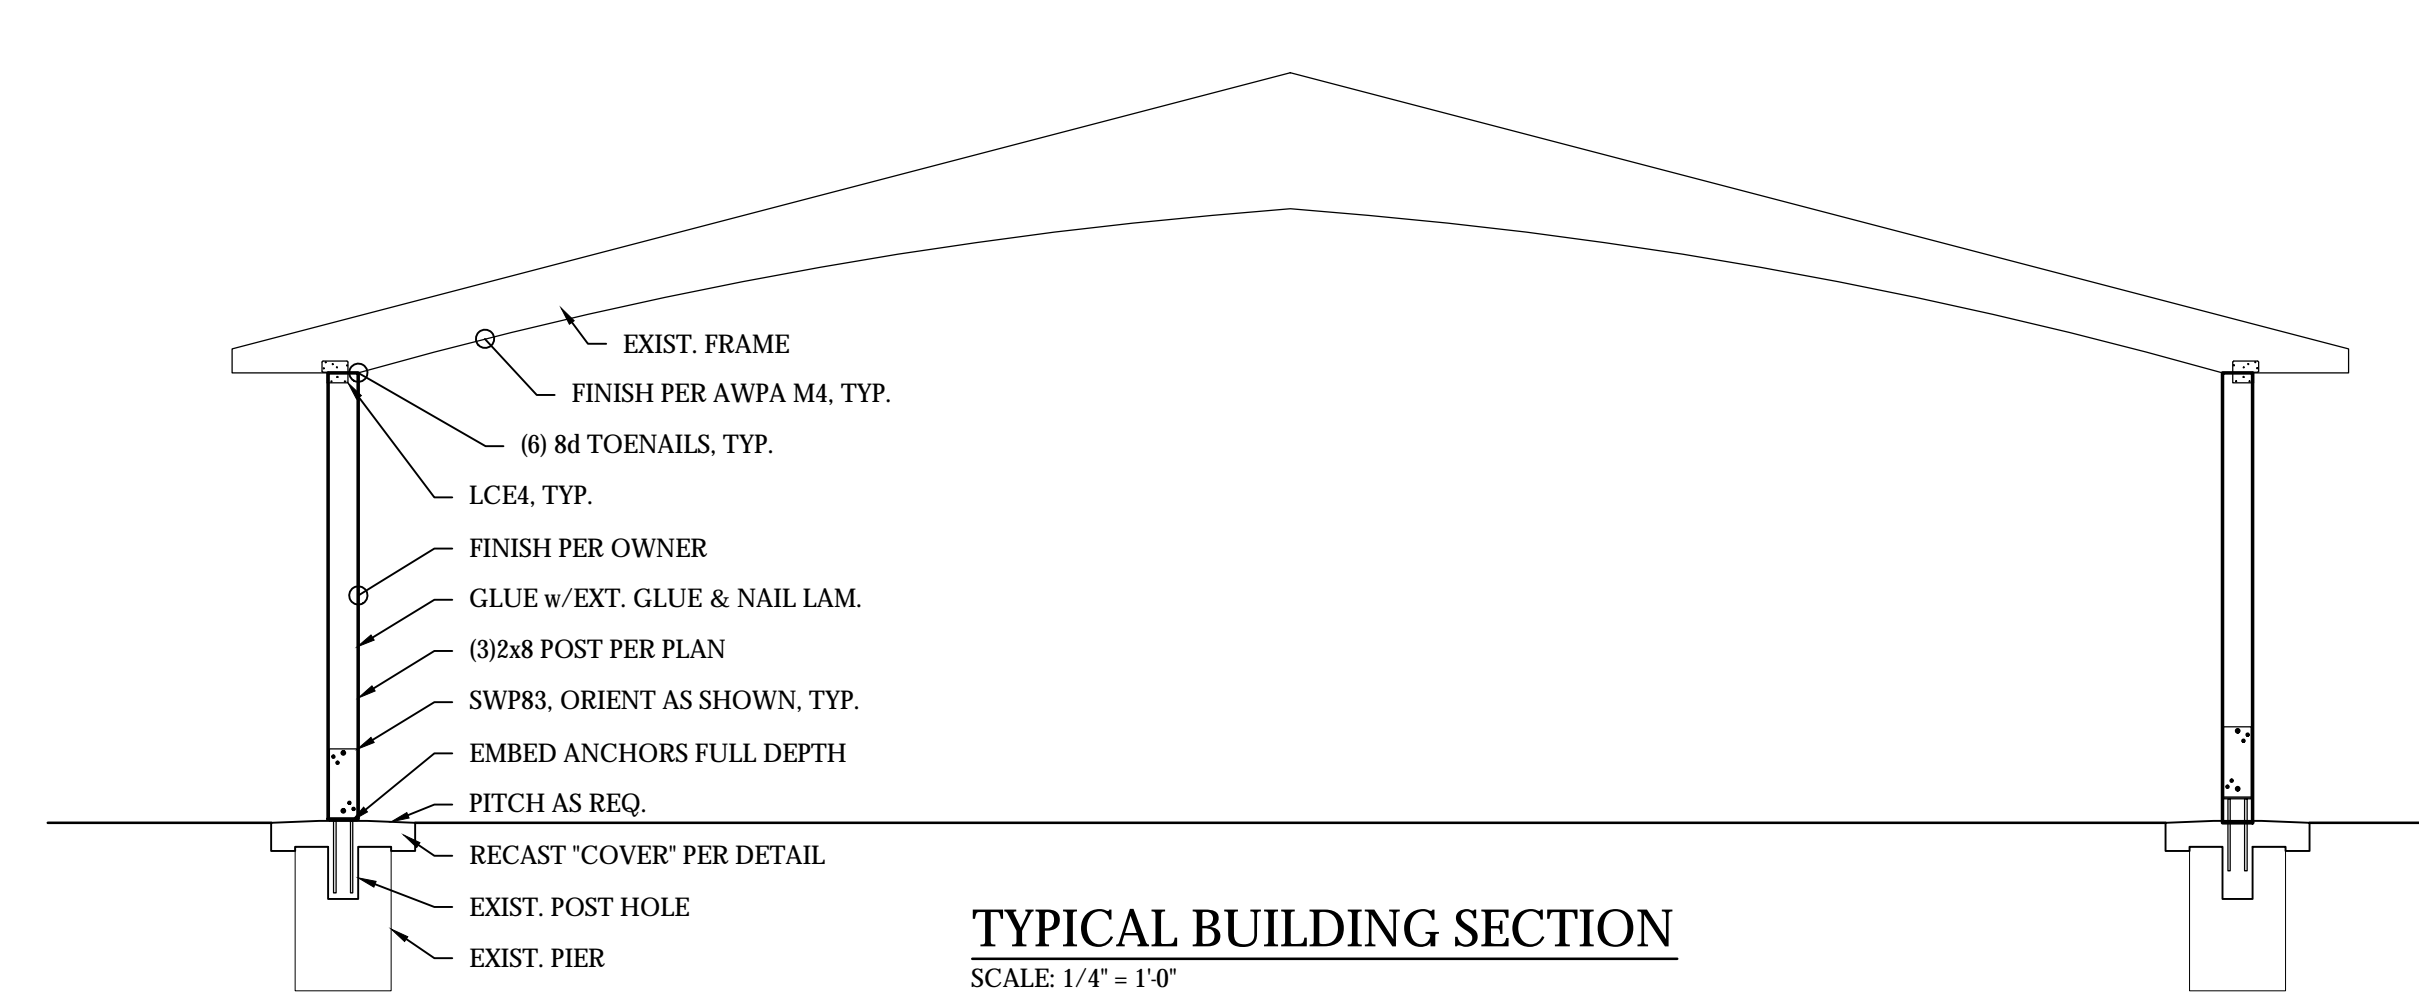 EXIST. FRAME
FINISH PER AWPA M4, TYP.
(6) 8d TOENAILS, TYP.
LCE4, TYP.
FINISH PER OWNER
GLUE w/EXT. GLUE & NAIL LAM.
(3)2x8 POST PER PLAN
SWP83, ORIENT AS SHOWN, TYP.
EMBED ANCHORS FULL DEPTH
PITCH AS REQ.
RECAST "COVER" PER DETAIL
EXIST. POST HOLE
EXIST. PIER
TYPICAL BUILDING SECTION
SCALE: 1/4" = 1'-0"